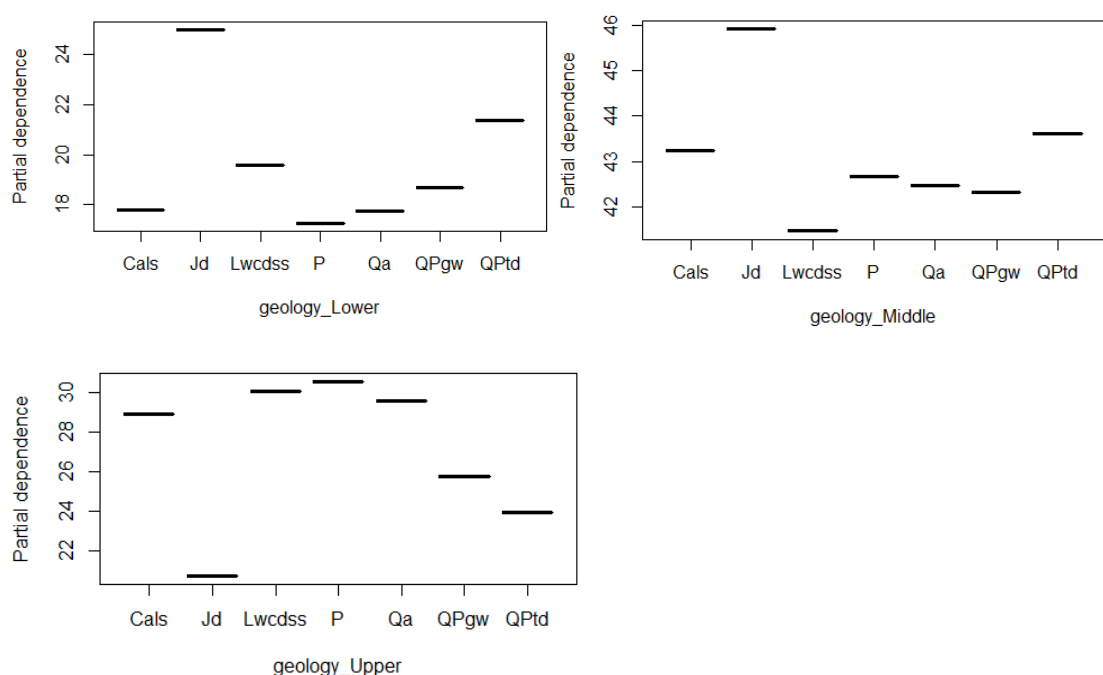 Partial dependence
24
22
20
18
Cals Jd Lwcdss P Qa QPgw QPtd
geology_Lower
Partial dependence
46
45
44
43
42
Cals Jd Lwcdss P Qa QPgw QPtd
geology_Middle
Partial dependence
30
28
26
24
22
Cals Jd Lwcdss P Qa QPgw QPtd
geology_Upper